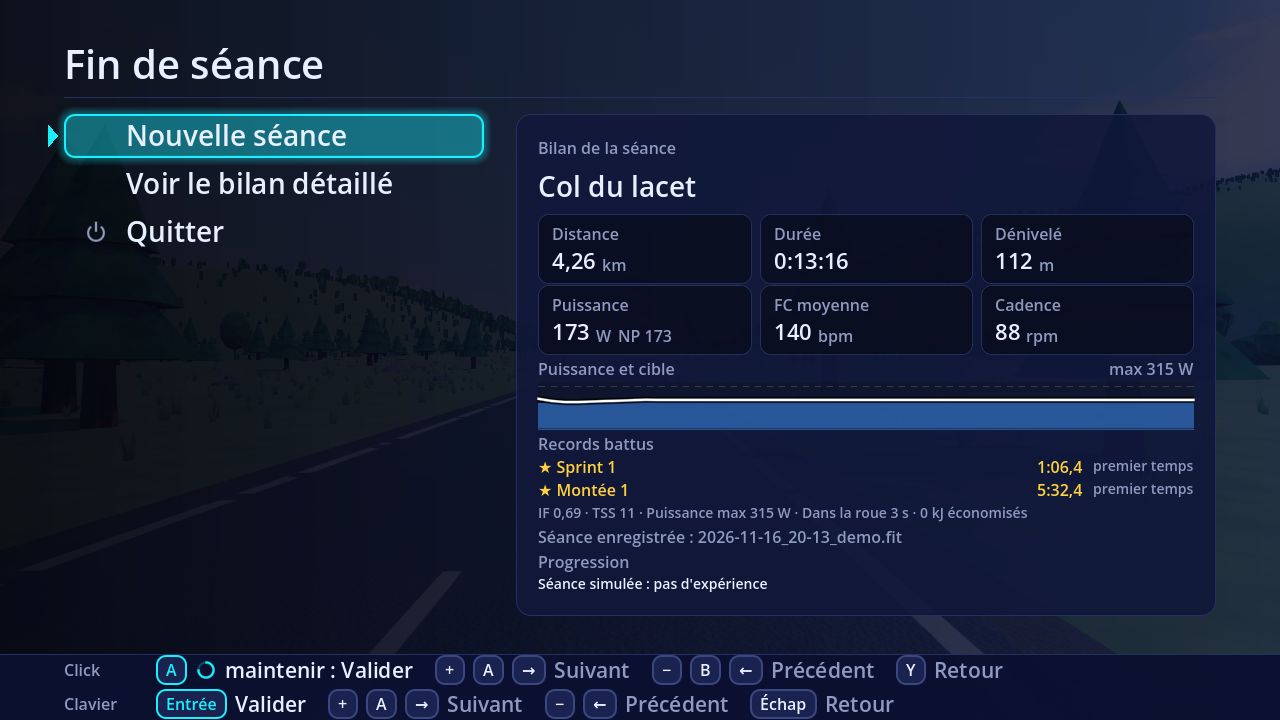 Fin de séance
Nouvelle séance
Voir le bilan détaillé
Quitter
Bilan de la séance
Col du lacet
Distance
4,26 km
Durée
0:13:16
Dénivelé
112 m
Puissance
173 W NP 173
FC moyenne
140 bpm
Cadence
88 rpm
Puissance et cible max 315 W
Records battus
★ Sprint 1 1:06,4 premier temps
★ Montée 1 5:32,4 premier temps
IF 0,69 · TSS 11 · Puissance max 315 W · Dans la roue 3 s · 0 kJ économisés
Séance enregistrée : 2026-11-16_20-13_demo.fit
Progression
Séance simulée : pas d'expérience
Click A maintenir : Valider + A → Suivant − B ← Précédent Y Retour
Clavier Entrée Valider + A → Suivant − ← Précédent Échap Retour